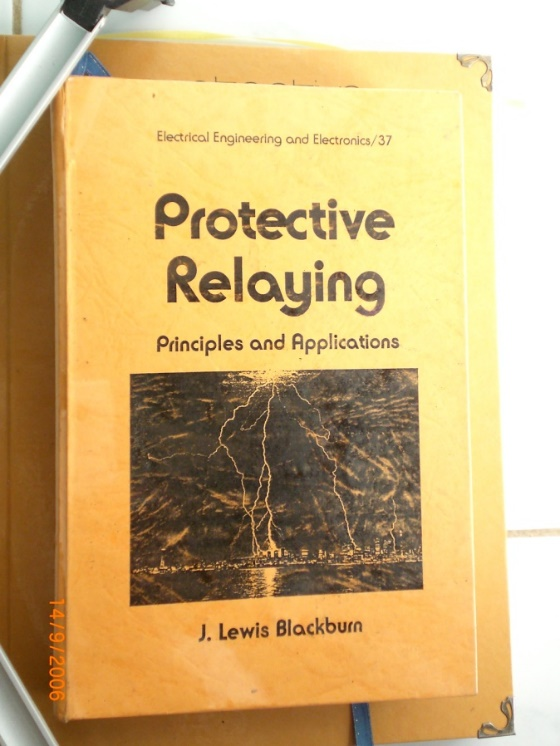 Electrical Engineering and Electronics/37
Protective
Relaying
Principles and Applications
J. Lewis Blackburn
14/9/2006